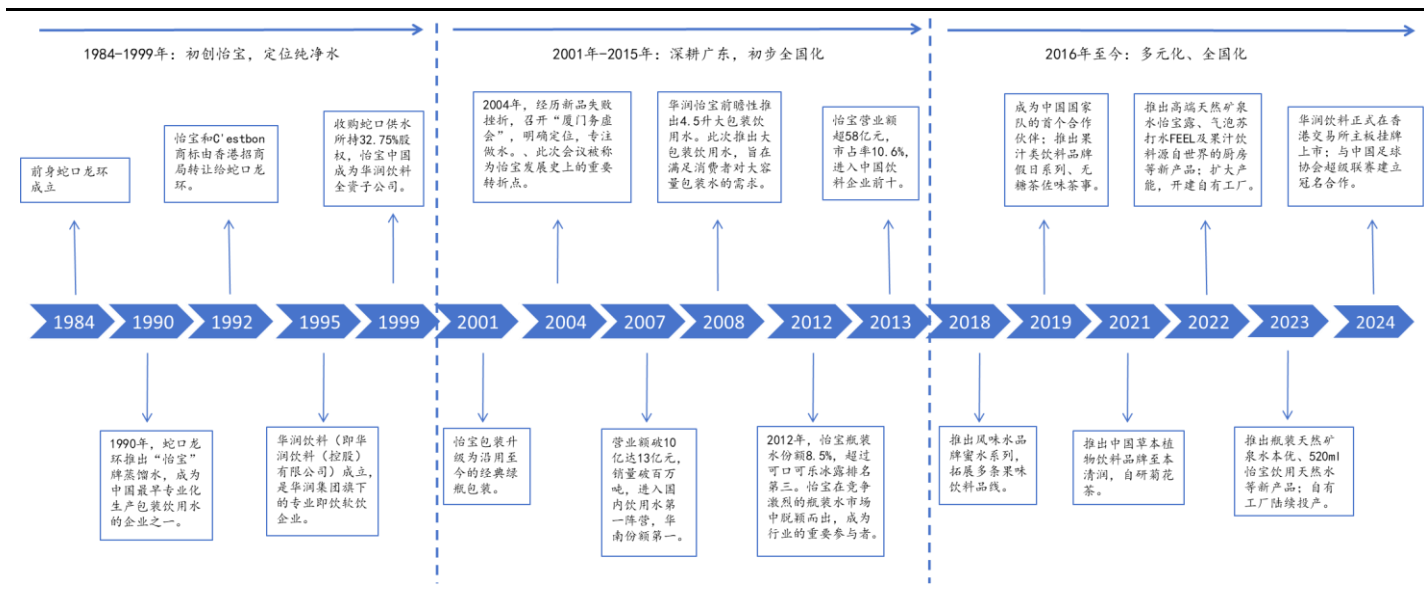 1984-1999年：初创怡宝，定位纯净水
2001年-2015年：深耕广东，初步全国化
2016年至今：多元化、全国化
前身蛇口龙环
成立
怡宝和C'estbon
商标由香港招商
局转让给蛇口龙
环。
收购蛇口供水
所持32.75%股
权，怡宝中国
成为华润饮料
全资子公司。
2004年，经历新品失败
挫折，召开“厦门务虚
会”，明确定位，专注
做水。、此次会议被称
为怡宝发展史上的重要
转折点。
华润怡宝前瞻性推
出4.5升大包装饮
用水。此次推出大
包装饮用水，旨在
满足消费者对大容
量包装水的需求。
怡宝营业额
超58亿元，
市占率10.6%，
进入中国饮
料企业前十。
成为中国国家
队的首个合作
伙伴；推出果
汁类饮料品牌
假日系列、无
糖茶佐味茶事。
推出高端天然矿泉
水怡宝露、气泡苏
打水FEEL及果汁饮
料源自世界的厨房
等新产品；扩大产
能，开建自有工厂。
华润饮料正式在香
港交易所主板挂牌
上市；与中国足球
协会超级联赛建立
冠名合作。
1984
1990
1992
1995
1999
2001
2004
2007
2008
2012
2013
2018
2019
2021
2022
2023
2024
1990年，蛇口龙
环推出“怡宝”
牌蒸馏水，成为
中国最早专业化
生产包装饮用水
的企业之一。
华润饮料（即华
润饮料（控股）
有限公司）成立，
是华润集团旗下
的专业即饮软饮
企业。
怡宝包装升
级为沿用至
今的经典绿
瓶包装。
营业额破10
亿达13亿元，
销量破百万
吨，进入国
内饮用水第
一阵营，华
南份额第一。
2012年，怡宝瓶装
水份额8.5%，超过
可口可乐冰露排名
第三。怡宝在竞争
激烈的瓶装水市场
中脱颖而出，成为
行业的重要参与者。
推出风味水品
牌蜜水系列，
拓展多条果味
饮料品线。
推出中国草本植
物饮料品牌至本
清润，自研菊花
茶。
推出瓶装天然矿
泉水本优、520ml
怡宝饮用天然水
等新产品；自有
工厂陆续投产。